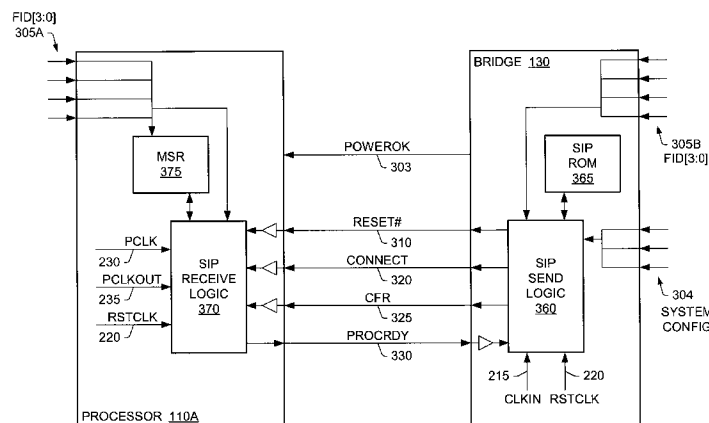 FID[3:0]
305A
BRIDGE 130
POWEROK
303
MSR
375
SIP
ROM
365
305B
FID[3:0]
RESET#
310
PCLK
230
SIP
RECEIVE
LOGIC
370
CONNECT
320
SIP
SEND
LOGIC
360
PCLKOUT
235
CFR
325
304
SYSTEM
CONFIG
RSTCLK
220
PROCRDY
330
215
220
CLKIN
RSTCLK
PROCESSOR 110A